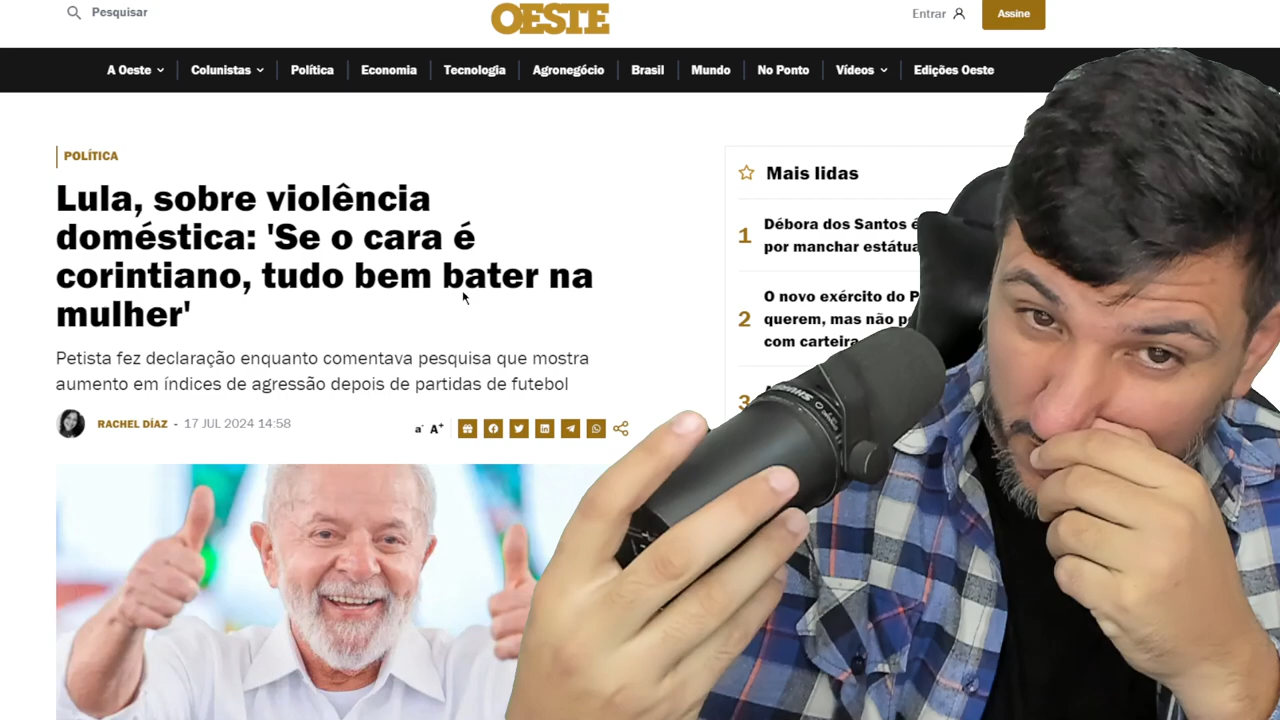 Pesquisar
OESTE
Entrar
Assine
A Oeste
Colunistas
Política
Economia
Tecnologia
Agronegócio
Brasil
Mundo
No Ponto
Vídeos
Edições Oeste
POLÍTICA
Lula, sobre violência
doméstica: 'Se o cara é
corintiano, tudo bem bater na
mulher'
Petista fez declaração enquanto comentava pesquisa que mostra
aumento em índices de agressão depois de partidas de futebol
RACHEL DÍAZ - 17 JUL 2024 14:58
a- A+
Mais lidas
1
Débora dos Santos é
por manchar estátua
2
O novo exército do P
querem, mas não
com carteira
3
SHURE